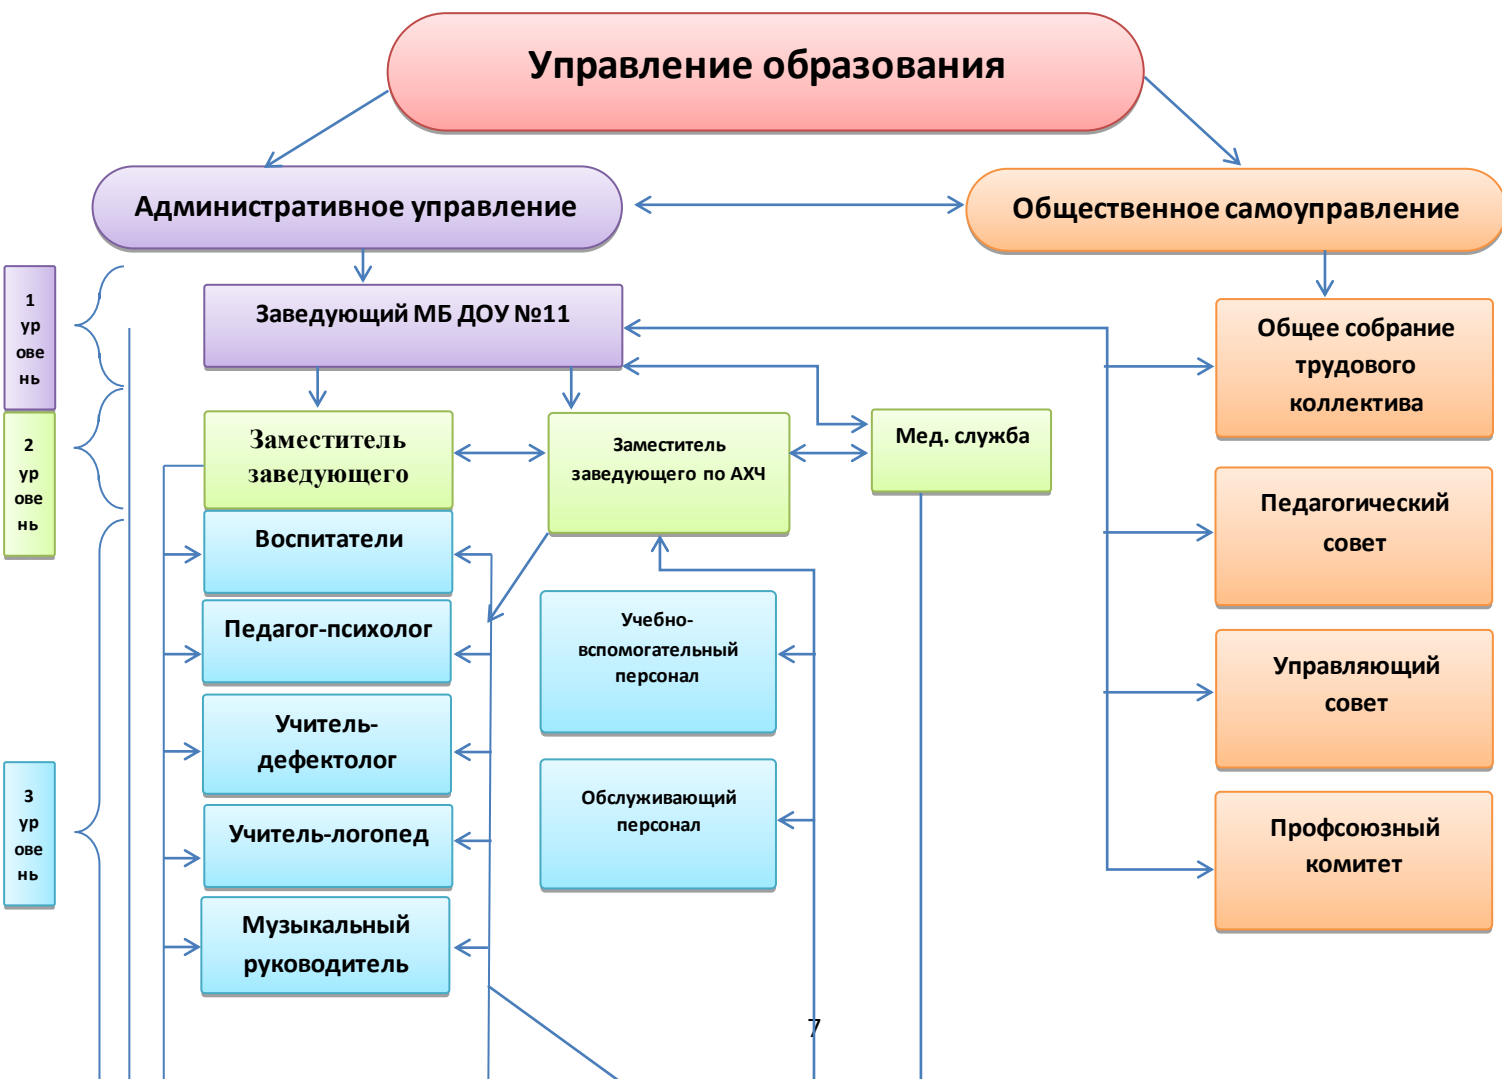 Управление образования
Административное управление
Общественное самоуправление
1
ур
ове
нь
Заведующий МБ ДОУ №11
Общее собрание
трудового
коллектива
2
ур
ове
нь
Заместитель
заведующего
Заместитель
заведующего по АХЧ
Мед. служба
Педагогический
совет
Воспитатели
Педагог-психолог
Учебно-
вспомогательный
персонал
Управляющий
совет
Учитель-
дефектолог
3
ур
ове
нь
Обслуживающий
персонал
Учитель-логопед
Профсоюзный
комитет
Музыкальный
руководитель
7